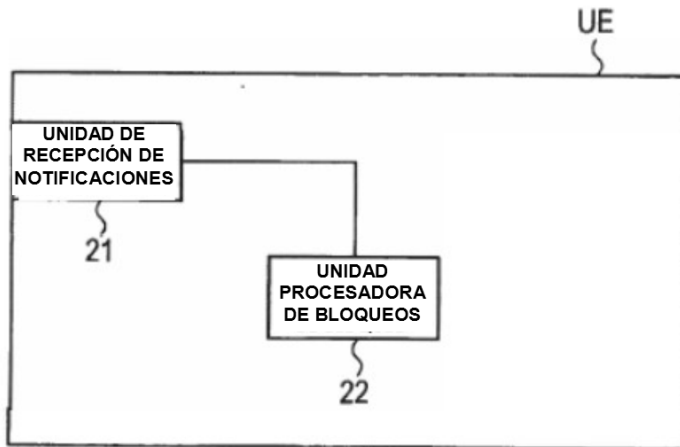 UE
UNIDAD DE
RECEPCIÓN DE
NOTIFICACIONES
21
UNIDAD
PROCESADORA
DE BLOQUEOS
22